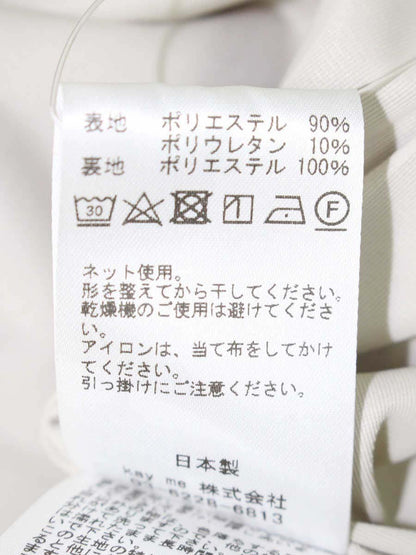 表地 ポリエステル 90%
ポリウレタン 10%
裏地 ポリエステル 100%
30 F
ネット使用。
形を整えてから干してください。
乾燥機のご使用は避けてください。
アイロンは、当て布をしてかけ
てください。
引っ掛けにご注意ください。
日本製
kay me 株式会社
6228-6813